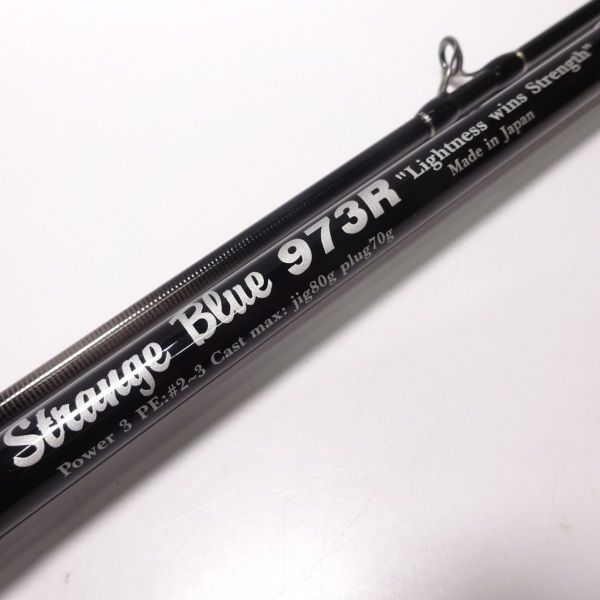 Strange Blue 973R "Lightness wins Strength"
Power 3 PE:#2~3 Cast max: jig80g plug70g
Made in Japan